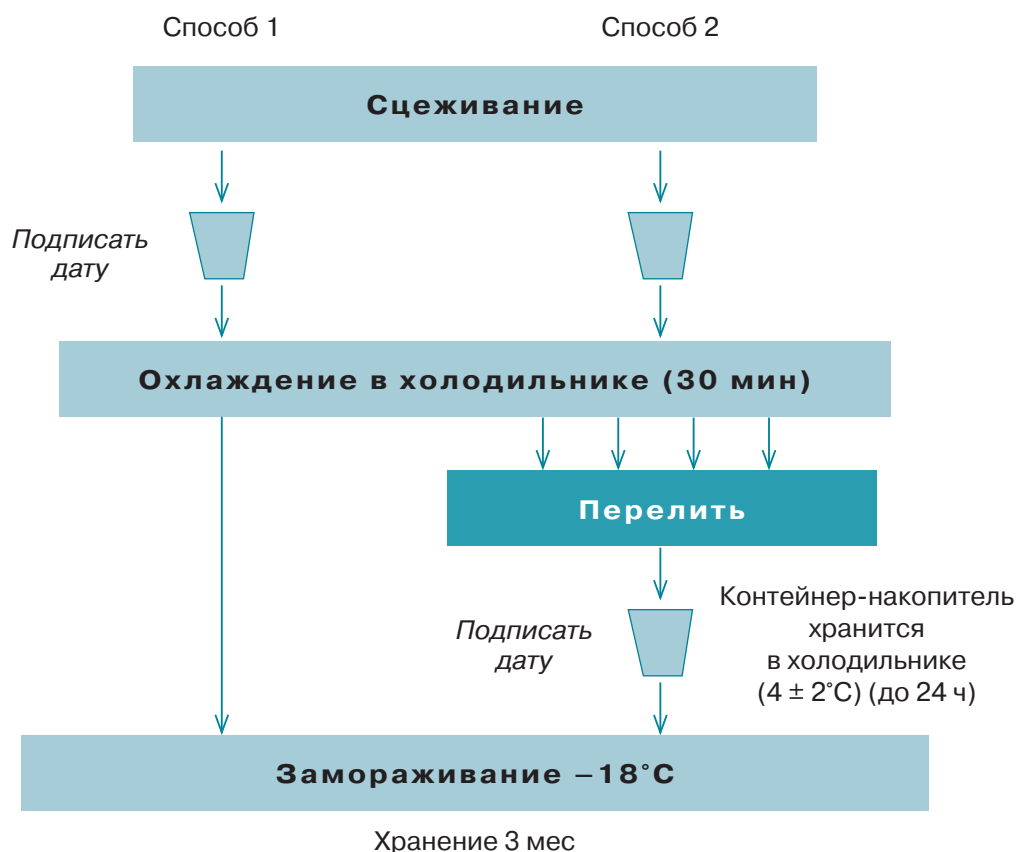 Способ 1
Способ 2
Сцеживание
Подписать
дату
Охлаждение в холодильнике (30 мин)
Перелить
Подписать
дату
Контейнер-накопитель
хранится
в холодильнике
(4 ± 2˚С) (до 24 ч)
Замораживание –18˚С
Хранение 3 мес